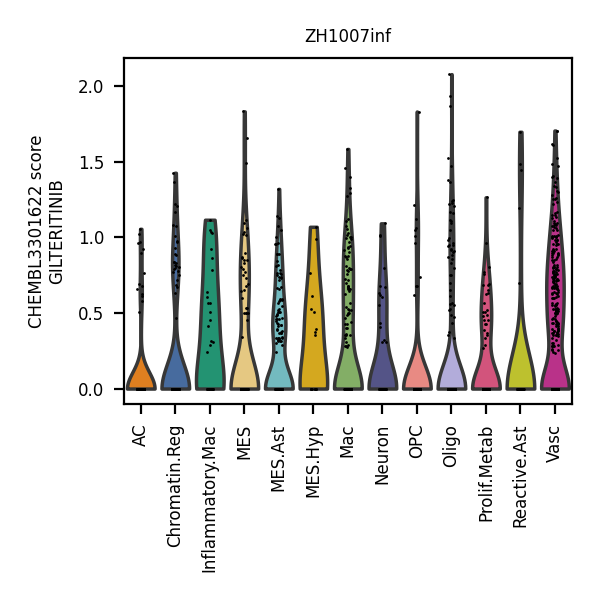 ZH1007inf
CHEMBL3301622 score
GILTERITINIB
2.0
1.5
1.0
0.5
0.0
AC
Chromatin.Reg
Inflammatory.Mac
MES
MES.Ast
MES.Hyp
Mac
Neuron
OPC
Oligo
Prolif.Metab
Reactive.Ast
Vasc